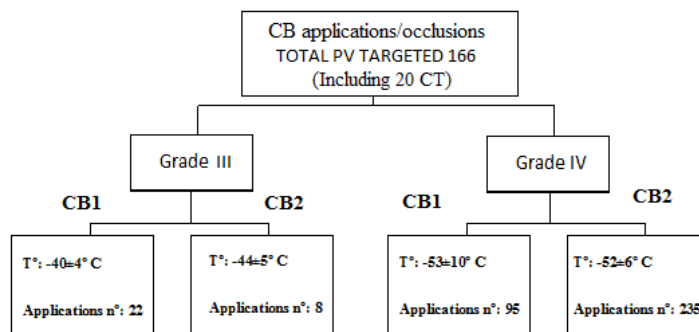 CB applications/occlusions
TOTAL PV TARGETED 166
(Including 20 CT)
Grade III
Grade IV
CB1
CB2
CB1
CB2
T°: -40±4° C
Applications n°: 22
T°: -44±5° C
Applications n°: 8
T°: -53±10° C
Applications n°: 95
T°: -52±6° C
Applications n°: 235